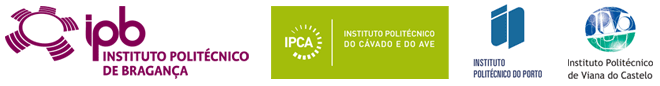 ipb
INSTITUTO POLITÉCNICO
DE BRAGANÇA
IPCA
INSTITUTO POLITÉCNICO
DO CÁVADO E DO AVE
INSTITUTO
POLITÉCNICO DO PORTO
ipvc
Instituto Politécnico
de Viana do Castelo